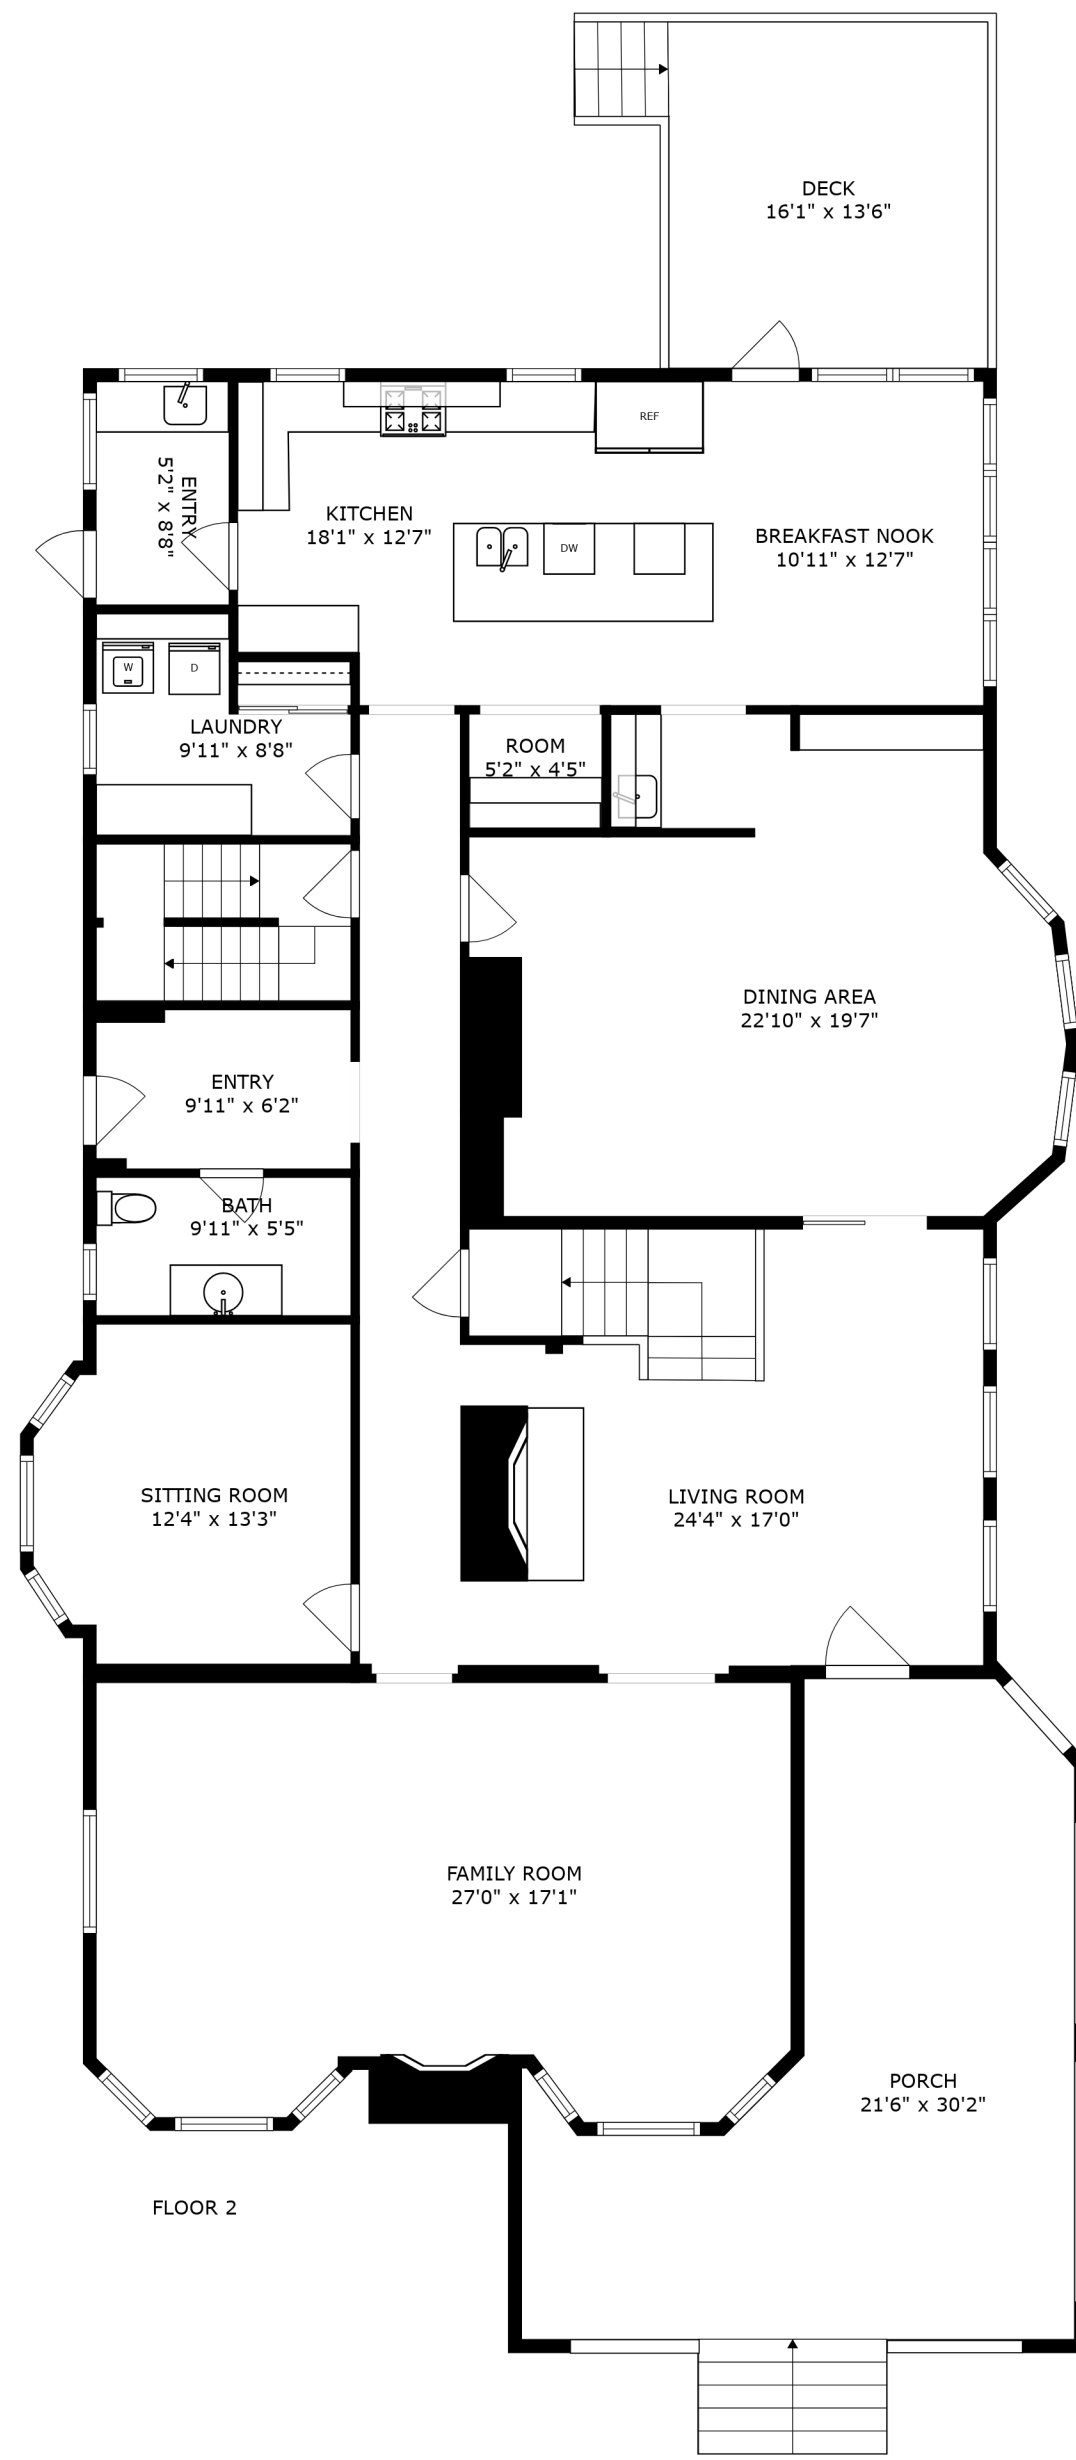 DECK
16'1" x 13'6"
REF
ENTRY
5'2" x 8'8"
KITCHEN
18'1" x 12'7"
DW
BREAKFAST NOOK
10'11" x 12'7"
W
D
LAUNDRY
9'11" x 8'8"
ROOM
5'2" x 4'5"
DINING AREA
22'10" x 19'7"
ENTRY
9'11" x 6'2"
BATH
9'11" x 5'5"
SITTING ROOM
12'4" x 13'3"
LIVING ROOM
24'4" x 17'0"
FAMILY ROOM
27'0" x 17'1"
PORCH
21'6" x 30'2"
FLOOR 2